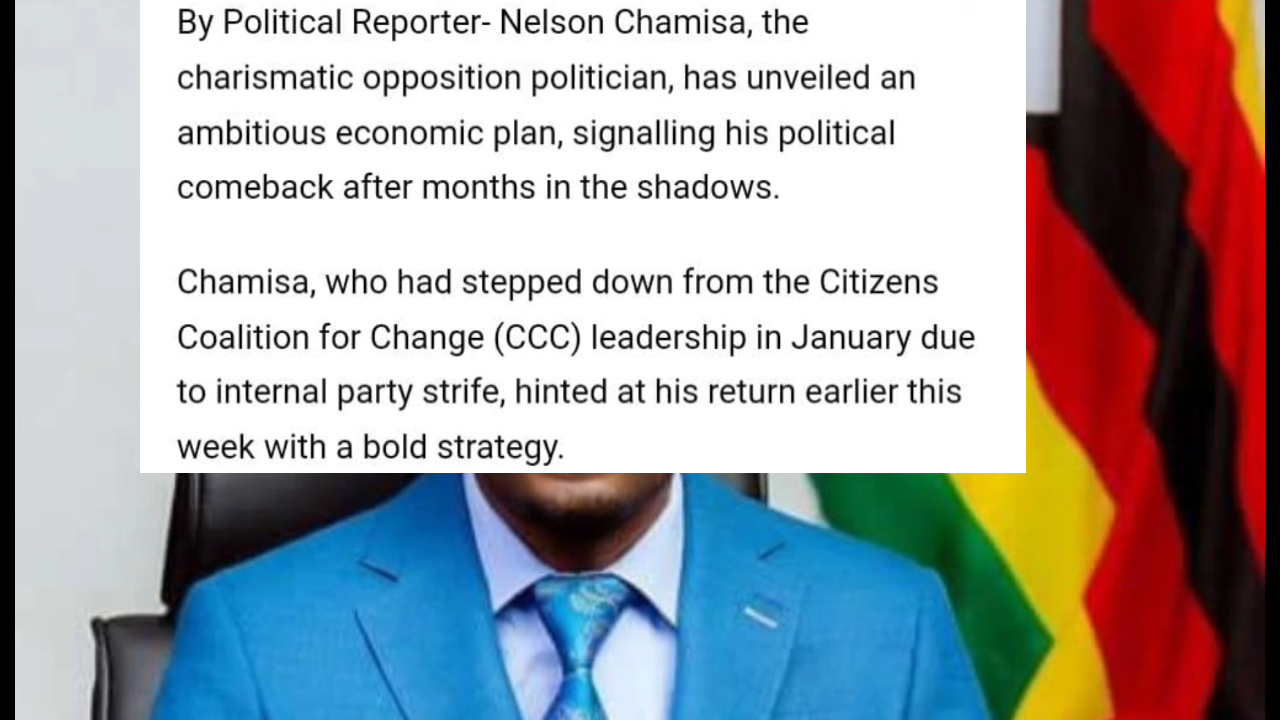 By Political Reporter- Nelson Chamisa, the
charismatic opposition politician, has unveiled an
ambitious economic plan, signalling his political
comeback after months in the shadows.
Chamisa, who had stepped down from the Citizens
Coalition for Change (CCC) leadership in January due
to internal party strife, hinted at his return earlier this
week with a bold strategy.